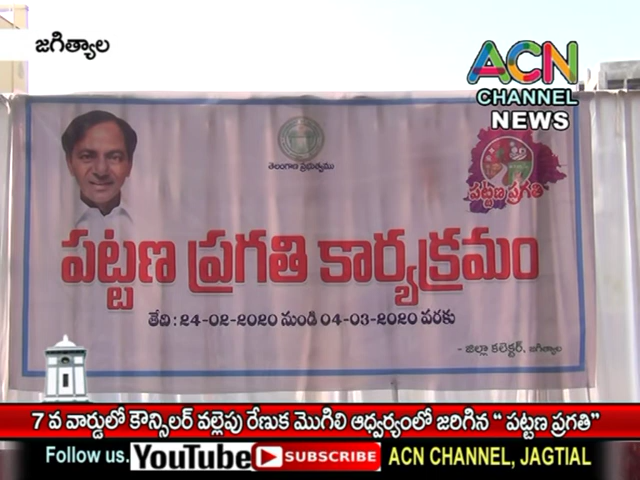 జగిత్యాల
ACN
CHANNEL
NEWS
తెలంగాణ ప్రభుత్వము
పట్టణ ప్రగతి
పట్టణ ప్రగతి కార్యక్రమం
తేది : 24-02-2020 నుండి 04-03-2020 వరకు
- జిల్లా కలెక్టర్, జగిత్యాల
7 వ వార్డులో కౌన్సిలర్ వల్లెపు రేణుక మొగిలి ఆధ్వర్యంలో జరిగిన “ పట్టణ ప్రగతి”
Follow us. YouTube SUBSCRIBE ACN CHANNEL, JAGTIAL